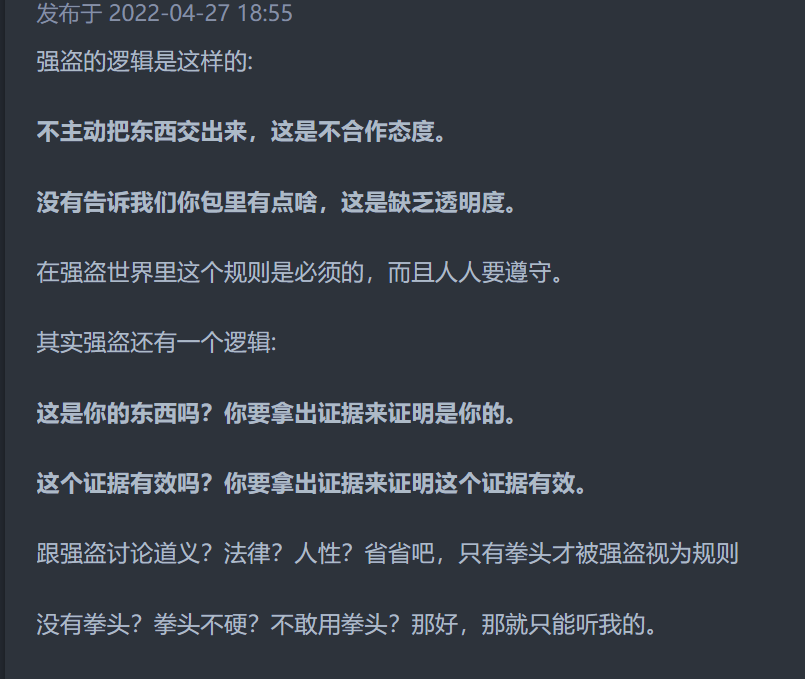 发布于 2022-04-27 18:55
强盗的逻辑是这样的:
不主动把东西交出来，这是不合作态度。
没有告诉我们你包里有点啥，这是缺乏透明度。
在强盗世界里这个规则是必须的，而且人人要遵守。
其实强盗还有一个逻辑:
这是你的东西吗？你要拿出证据来证明是你的。
这个证据有效吗？你要拿出证据来证明这个证据有效。
跟强盗讨论道义？法律？人性？省省吧，只有拳头才被强盗视为规则
没有拳头？拳头不硬？不敢用拳头？那好，那就只能听我的。